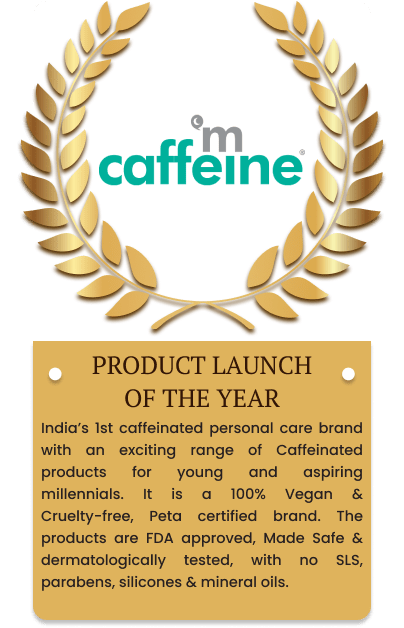 'm
caffeine®
PRODUCT LAUNCH
OF THE YEAR
India's 1st caffeinated personal care brand
with an exciting range of Caffeinated
products for young and aspiring
millennials. It is a 100% Vegan &
Cruelty-free, Peta certified brand. The
products are FDA approved, Made Safe &
dermatologically tested, with no SLS,
parabens, silicones & mineral oils.